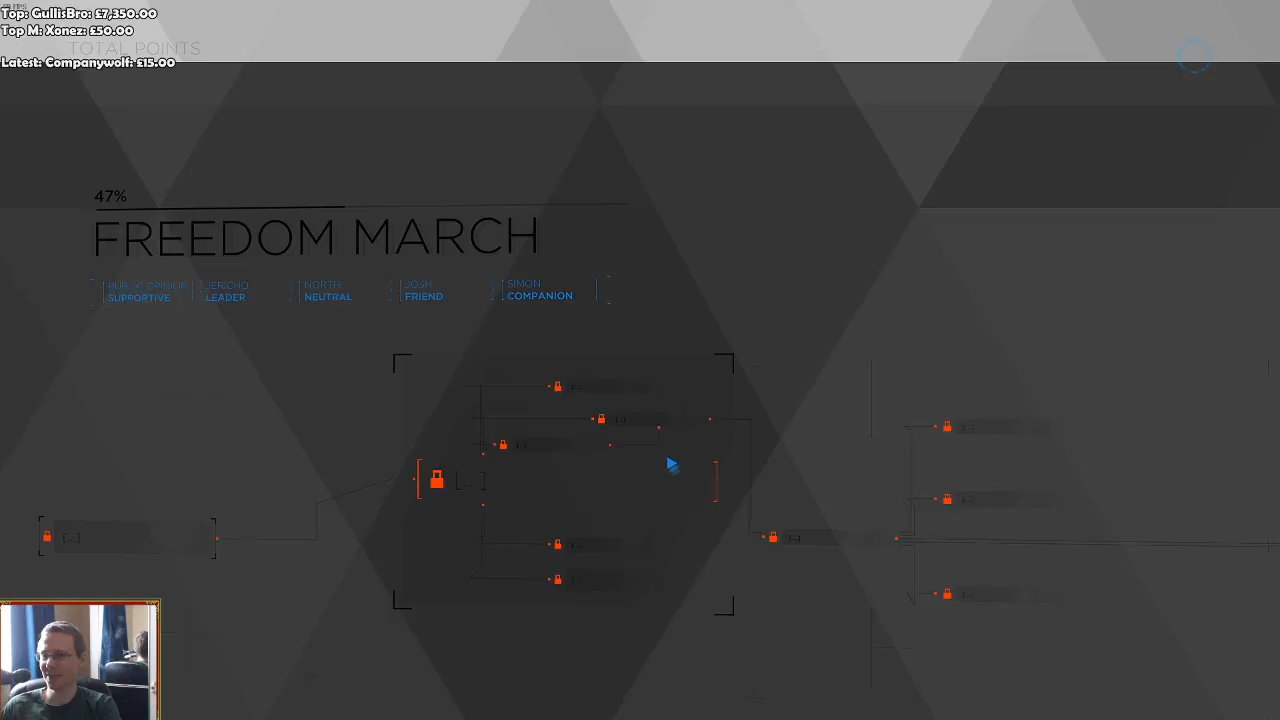 Top: GullisBro: £7,350.00
Top M: Xonez: £50.00
TOTAL POINTS
Latest: Companywolf: £15.00
47%
FREEDOM MARCH
PUBLIC OPINION JERICHO NORTH JOSH SIMON
SUPPORTIVE LEADER NEUTRAL FRIEND COMPANION
[...]
[...]